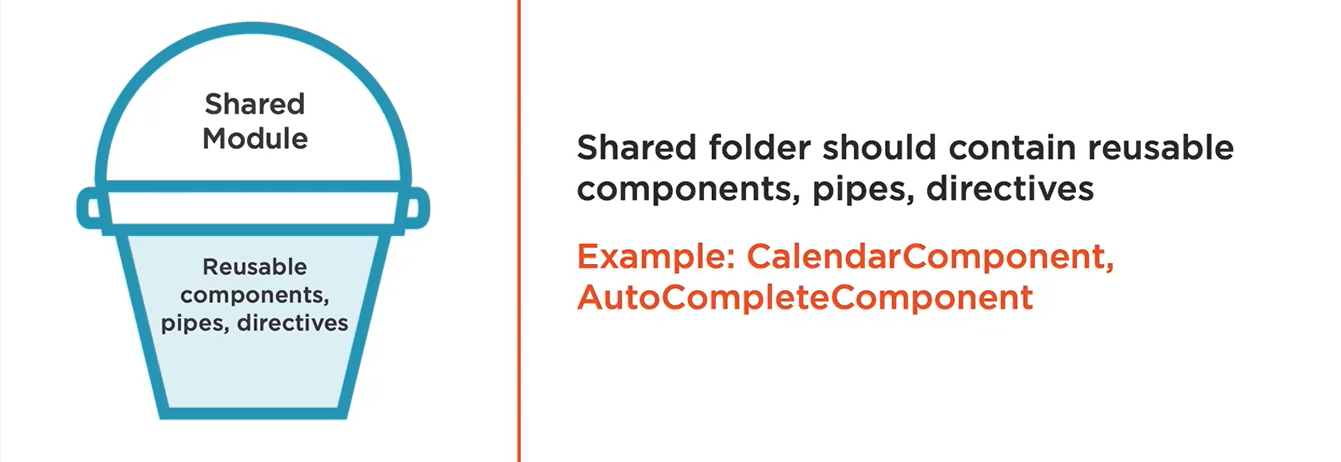 Shared
Module
Reusable
components,
pipes, directives
Shared folder should contain reusable
components, pipes, directives
Example: CalendarComponent,
AutoCompleteComponent